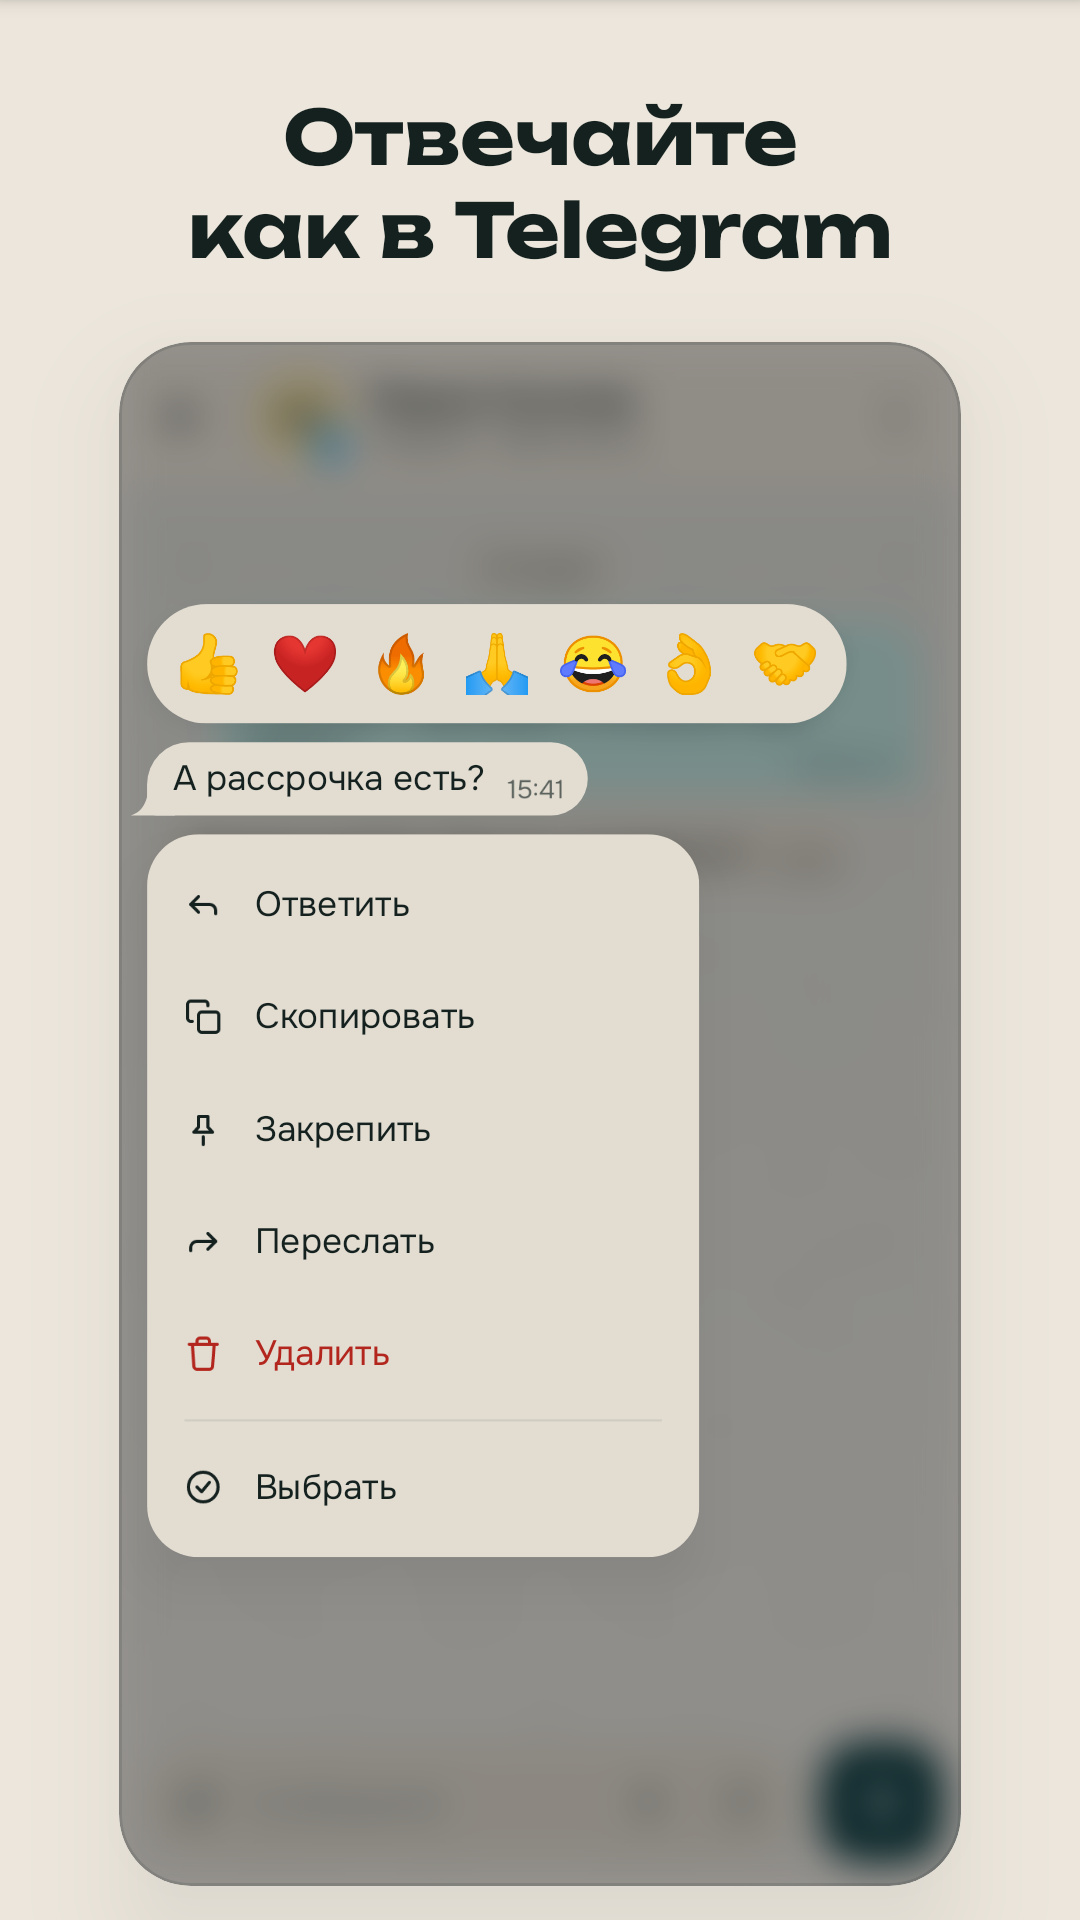 Отвечайте
как в Telegram
А рассрочка есть? 15:41
Ответить
Скопировать
Закрепить
Переслать
Удалить
Выбрать